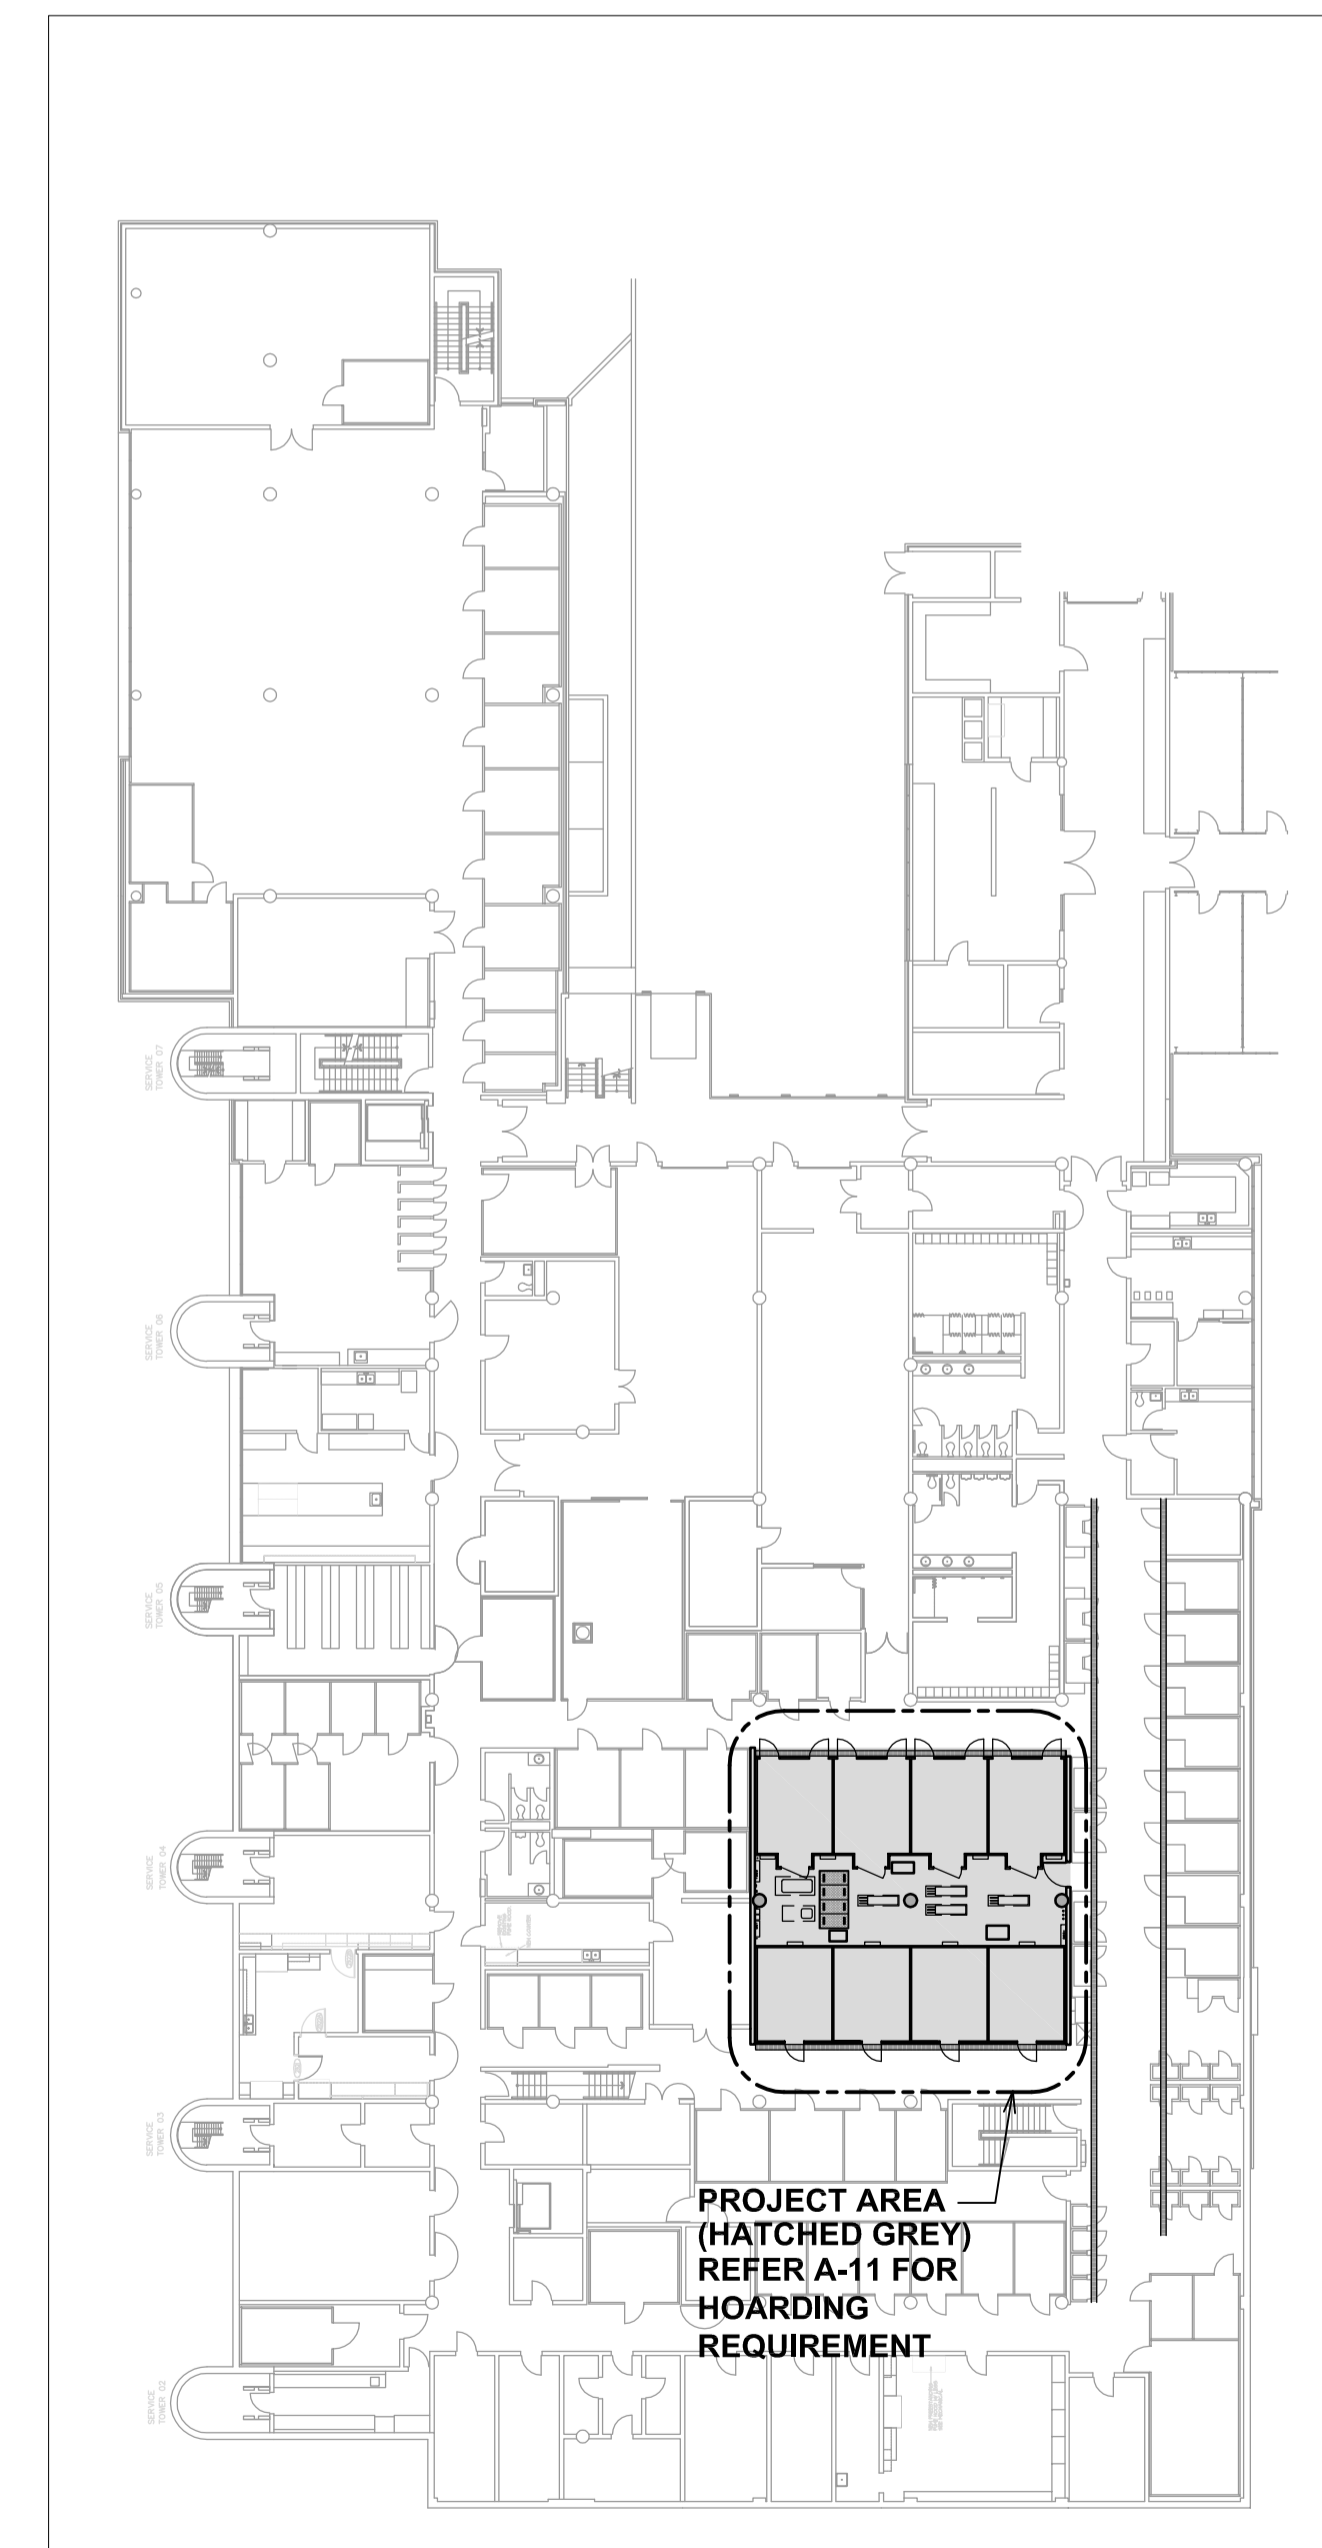 SERVICE
TOWER 07
SERVICE
TOWER 06
SERVICE
TOWER 05
SERVICE
TOWER 04
SERVICE
TOWER 03
PROJECT AREA
(HATCHED GREY)
REFER A-11 FOR
HOARDING
REQUIREMENT
SERVICE
TOWER 02